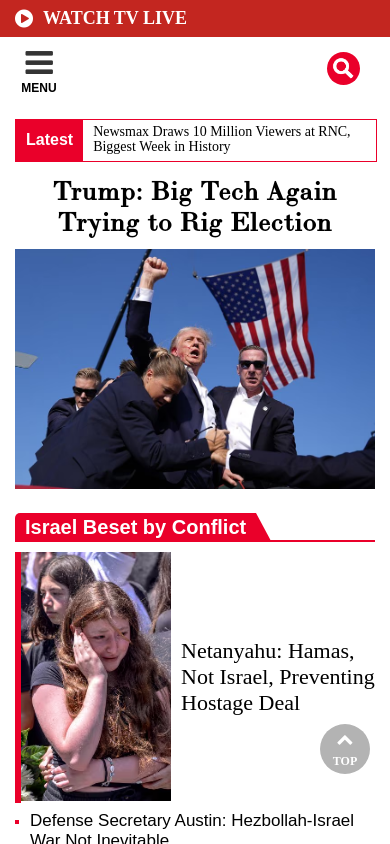 WATCH TV LIVE
MENU
Latest
Newsmax Draws 10 Million Viewers at RNC,
Biggest Week in History
Trump: Big Tech Again
Trying to Rig Election
Israel Beset by Conflict
Netanyahu: Hamas,
Not Israel, Preventing
Hostage Deal
TOP
Defense Secretary Austin: Hezbollah-Israel
War Not Inevitable